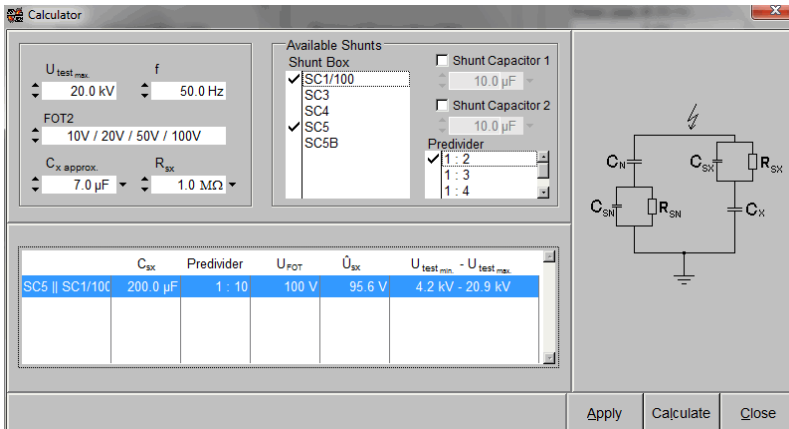 Calculator
U test max. f
20.0 kV 50.0 Hz
FOT2
10V / 20V / 50V / 100V
C x approx. R sx
7.0 µF 1.0 MΩ
Available Shunts
Shunt Box
SC1/100
SC3
SC4
SC5
SC5B
Shunt Capacitor 1
10.0 µF
Shunt Capacitor 2
10.0 µF
Predivider
1 : 2
1 : 3
1 : 4
C N C SX R SX
C SN R SN C X
C sx Predivider U FOT Û sx U test min. - U test max.
SC5 || SC1/100 200.0 µF 1 : 10 100 V 95.6 V 4.2 kV - 20.9 kV
Apply Calculate Close